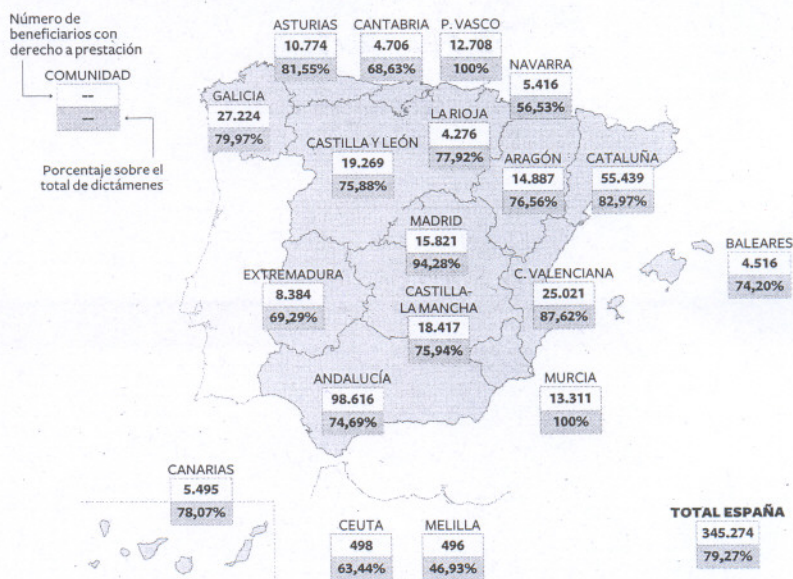 Número de
beneficiarios con
derecho a prestación
COMUNIDAD
--
--
Porcentaje sobre el
total de dictámenes
ASTURIAS
10.774
81,55%
CANTABRIA
4.706
68,63%
P. VASCO
12.708
100%
NAVARRA
5.416
56,53%
GALICIA
27.224
79,97%
LA RIOJA
4.276
77,92%
CASTILLA Y LEÓN
19.269
75,88%
ARAGÓN
14.887
76,56%
CATALUÑA
55.439
82,97%
MADRID
15.821
94,28%
BALEARES
4.516
74,20%
EXTREMADURA
8.384
69,29%
CASTILLA-
LA MANCHA
18.417
75,94%
C. VALENCIANA
25.021
87,62%
ANDALUCÍA
98.616
74,69%
MURCIA
13.311
100%
CANARIAS
5.495
78,07%
CEUTA
498
63,44%
MELILLA
496
46,93%
TOTAL ESPAÑA
345.274
79,27%